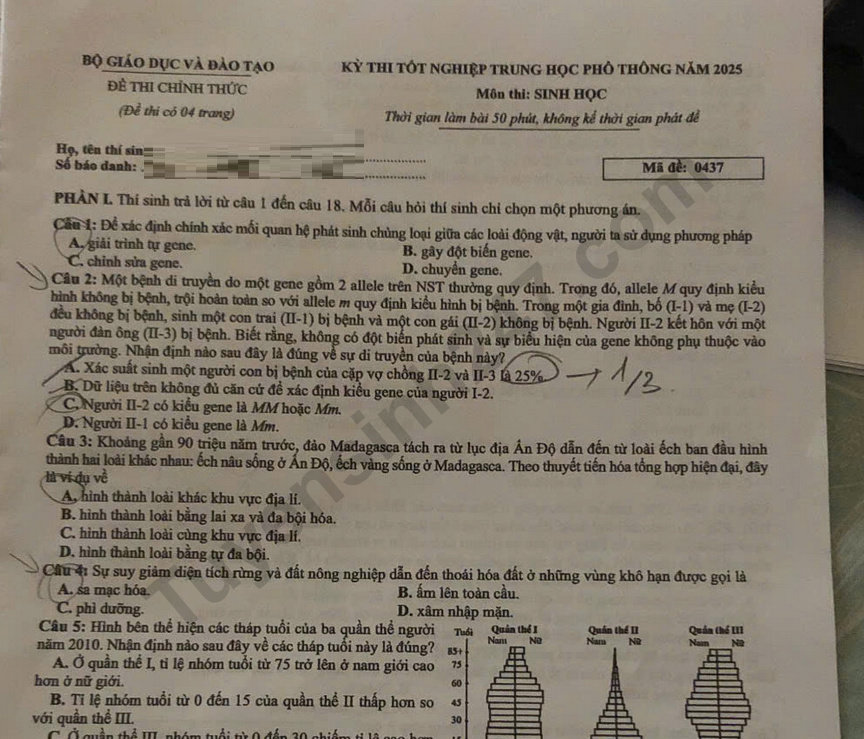 BỘ GIÁO DỤC VÀ ĐÀO TẠO
ĐỀ THI CHÍNH THỨC
(Đề thi có 04 trang)
KỲ THI TỐT NGHIỆP TRUNG HỌC PHỔ THÔNG NĂM 2025
Môn thi: SINH HỌC
Thời gian làm bài 50 phút, không kể thời gian phát đề
Họ, tên thí sin
Số báo danh:
Mã đề: 0437
PHẦN I. Thí sinh trả lời từ câu 1 đến câu 18. Mỗi câu hỏi thí sinh chỉ chọn một phương án.
Câu 1: Để xác định chính xác mối quan hệ phát sinh chủng loại giữa các loài động vật, người ta sử dụng phương pháp
A. giải trình tự gene.
B. gây đột biến gene.
C. chỉnh sửa gene.
D. chuyển gene.
Câu 2: Một bệnh di truyền do một gene gồm 2 allele trên NST thường quy định. Trong đó, allele M quy định kiểu
hình không bị bệnh, trội hoàn toàn so với allele m quy định kiểu hình bị bệnh. Trong một gia đình, bố (I-1) và mẹ (I-2)
đều không bị bệnh, sinh một con trai (II-1) bị bệnh và một con gái (II-2) không bị bệnh. Người II-2 kết hôn với một
người đàn ông (II-3) bị bệnh. Biết rằng, không có đột biến phát sinh và sự biểu hiện của gene không phụ thuộc vào
môi trường. Nhận định nào sau đây là đúng về sự di truyền của bệnh này?
A. Xác suất sinh một người con bị bệnh của cặp vợ chồng II-2 và II-3 là 25%. → 1/3
B. Dữ liệu trên không đủ căn cứ để xác định kiểu gene của người I-2.
C. Người II-2 có kiểu gene là MM hoặc Mm.
D. Người II-1 có kiểu gene là Mm.
Câu 3: Khoảng gần 90 triệu năm trước, đảo Madagasca tách ra từ lục địa Ấn Độ dẫn đến từ loài ếch ban đầu hình
thành hai loài khác nhau: ếch nâu sống ở Ấn Độ, ếch vàng sống ở Madagasca. Theo thuyết tiến hóa tổng hợp hiện đại, đây
là ví dụ về
A. hình thành loài khác khu vực địa lí.
B. hình thành loài bằng lai xa và đa bội hóa.
C. hình thành loài cùng khu vực địa lí.
D. hình thành loài bằng tự đa bội.
Câu 4: Sự suy giảm diện tích rừng và đất nông nghiệp dẫn đến thoái hóa đất ở những vùng khô hạn được gọi là
A. sa mạc hóa.
B. ấm lên toàn cầu.
C. phì dưỡng.
D. xâm nhập mặn.
Câu 5: Hình bên thể hiện các tháp tuổi của ba quần thể người
năm 2010. Nhận định nào sau đây về các tháp tuổi này là đúng?
A. Ở quần thể I, tỉ lệ nhóm tuổi từ 75 trở lên ở nam giới cao
hơn ở nữ giới.
B. Tỉ lệ nhóm tuổi từ 0 đến 15 của quần thể II thấp hơn so
với quần thể III.
C. Ở quần thể III, nhóm tuổi từ 0 đến 30 chiếm tỉ lệ cao hơn
Tuổi
Quần thể I
Quần thể II
Quần thể III
Nam Nữ
Nam Nữ
Nam Nữ
85+
75
60
45
30
Tuyensinh247.com